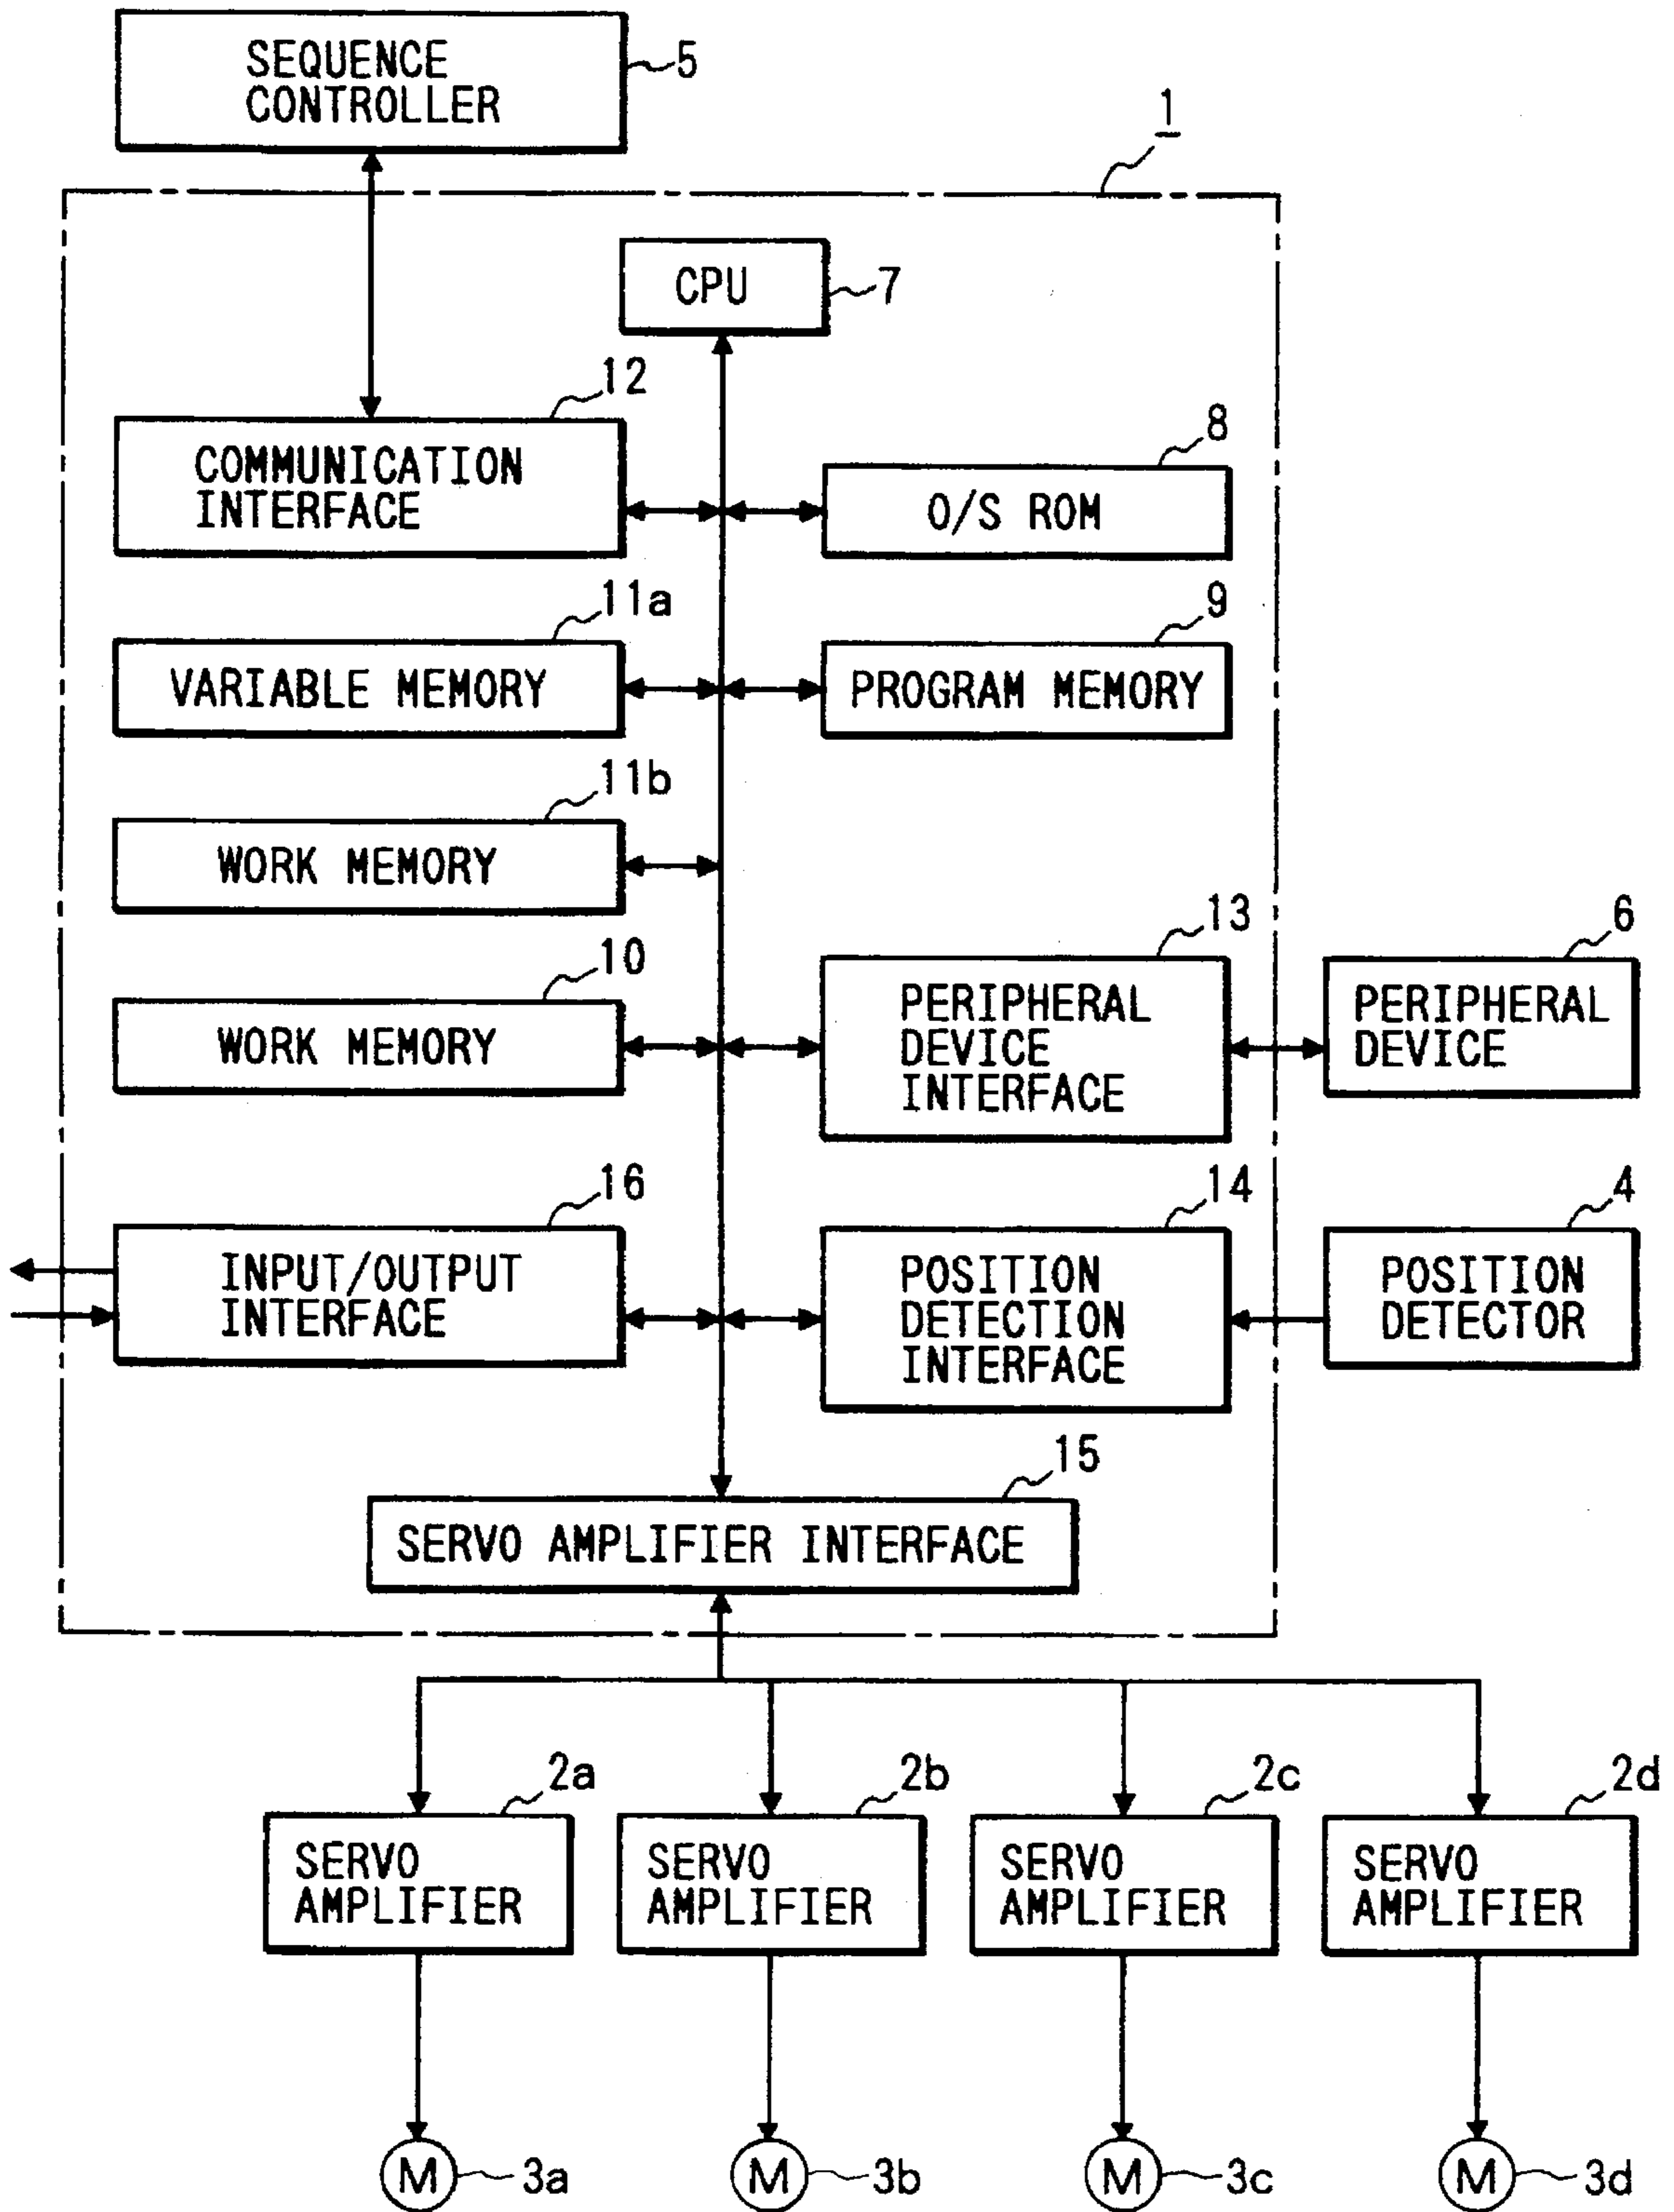 SEQUENCE
CONTROLLER
5
1
CPU
7
12
COMMUNICATION
INTERFACE
8
O/S ROM
11a
VARIABLE MEMORY
9
PROGRAM MEMORY
11b
WORK MEMORY
10
WORK MEMORY
13
PERIPHERAL
DEVICE
INTERFACE
6
PERIPHERAL
DEVICE
16
INPUT/OUTPUT
INTERFACE
14
POSITION
DETECTION
INTERFACE
4
POSITION
DETECTOR
15
SERVO AMPLIFIER INTERFACE
2a
SERVO
AMPLIFIER
2b
SERVO
AMPLIFIER
2c
SERVO
AMPLIFIER
2d
SERVO
AMPLIFIER
M
3a
M
3b
M
3c
M
3d